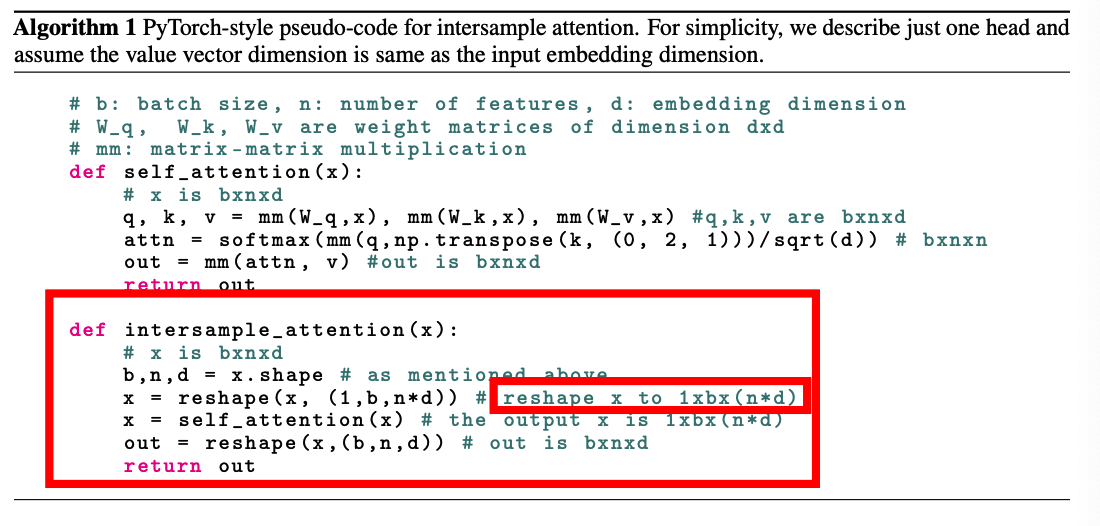 Algorithm 1 PyTorch-style pseudo-code for intersample attention. For simplicity, we describe just one head and
assume the value vector dimension is same as the input embedding dimension.
# b: batch size, n: number of features, d: embedding dimension
# W_q, W_k, W_v are weight matrices of dimension dxd
# mm: matrix-matrix multiplication
def self_attention(x):
# x is bxnxd
q, k, v = mm(W_q,x), mm(W_k,x), mm(W_v,x) #q,k,v are bxnxd
attn = softmax(mm(q,np.transpose(k, (0, 2, 1)))/sqrt(d)) # bxnxn
out = mm(attn, v) #out is bxnxd
return out
def intersample_attention(x):
# x is bxnxd
b,n,d = x.shape # as mentioned above
x = reshape(x, (1,b,n*d)) # reshape x to 1xbx(n*d)
x = self_attention(x) # the output x is 1xbx(n*d)
out = reshape(x,(b,n,d)) # out is bxnxd
return out